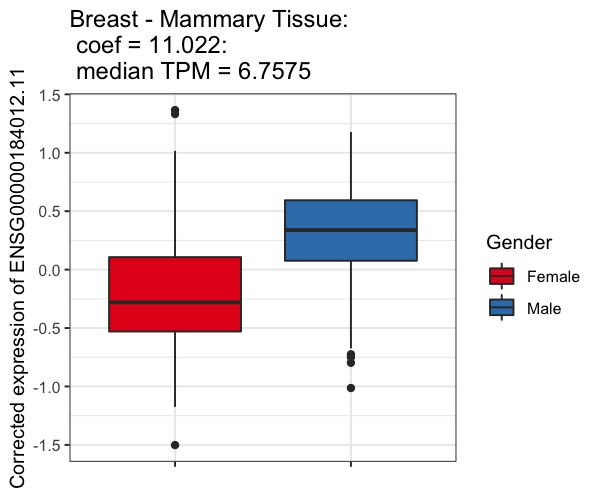 Breast - Mammary Tissue:
coef = 11.022:
median TPM = 6.7575
Corrected expression of ENSG00000184012.11
1.5
1.0
0.5
0.0
-0.5
-1.0
-1.5
Gender
Female
Male